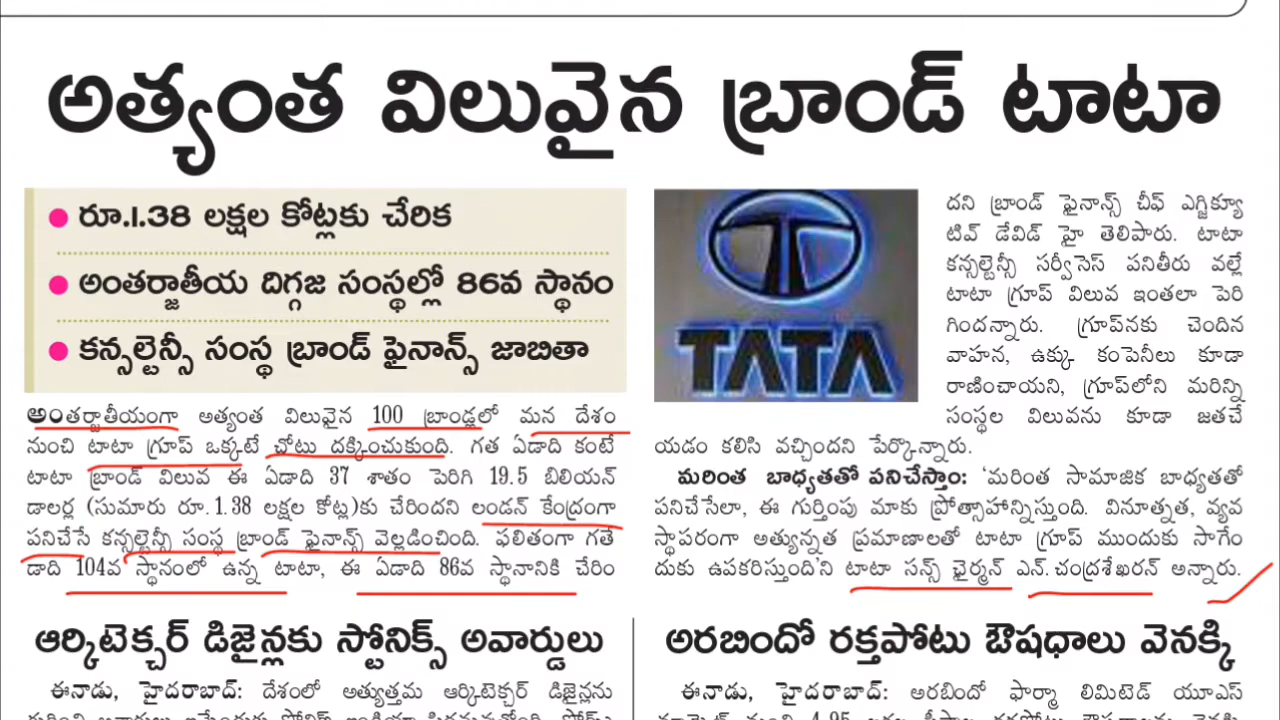 అత్యంత విలువైన బ్రాండ్ టాటా
రూ.1.38 లక్షల కోట్లకు చేరిక
అంతర్జాతీయ దిగ్గజ సంస్థల్లో 86వ స్థానం
కన్సల్టెన్సీ సంస్థ బ్రాండ్ ఫైనాన్స్ జాబితా
అంతర్జాతీయంగా అత్యంత విలువైన 100 బ్రాండ్లలో మన దేశం
నుంచి టాటా గ్రూప్ ఒక్కటే చోటు దక్కించుకుంది. గత ఏడాది కంటే
టాటా బ్రాండ్ విలువ ఈ ఏడాది 37 శాతం పెరిగి 19.5 బిలియన్
డాలర్ల (సుమారు రూ.1.38 లక్షల కోట్ల)కు చేరిందని లండన్ కేంద్రంగా
పనిచేసే కన్సల్టెన్సీ సంస్థ బ్రాండ్ ఫైనాన్స్ వెల్లడించింది. ఫలితంగా గతే
డాది 104వ స్థానంలో ఉన్న టాటా, ఈ ఏడాది 86వ స్థానానికి చేరిం
TATA
దని బ్రాండ్ ఫైనాన్స్ చీఫ్ ఎగ్జిక్యూ
టివ్ డేవిడ్ హై తెలిపారు. టాటా
కన్సల్టెన్సీ సర్వీసెస్ పనితీరు వల్లే
టాటా గ్రూప్ విలువ ఇంతలా పెరి
గిందన్నారు. గ్రూప్‌నకు చెందిన
వాహన, ఉక్కు కంపెనీలు కూడా
రాణించాయని, గ్రూప్‌లోని మరిన్ని
సంస్థల విలువను కూడా జతచే
యడం కలిసి వచ్చిందని పేర్కొన్నారు.
మరింత బాధ్యతతో పనిచేస్తాం: ‘మరింత సామాజిక బాధ్యతతో
పనిచేసేలా, ఈ గుర్తింపు మాకు ప్రోత్సాహాన్నిస్తుంది. వినూత్నత, వ్యవ
స్థాపరంగా అత్యున్నత ప్రమాణాలతో టాటా గ్రూప్ ముందుకు సాగేం
దుకు ఉపకరిస్తుంది’ని టాటా సన్స్ ఛైర్మన్ ఎన్.చంద్రశేఖరన్ అన్నారు.
ఆర్కిటెక్చర్ డిజైన్లకు స్టోనిక్స్ అవార్డులు
ఈనాడు, హైదరాబాద్: దేశంలో అత్యుత్తమ ఆర్కిటెక్చర్ డిజైన్లను
అరబిందో రక్తపోటు ఔషధాలు వెనక్కి
ఈనాడు, హైదరాబాద్: అరబిందో ఫార్మా లిమిటెడ్ యూఎస్